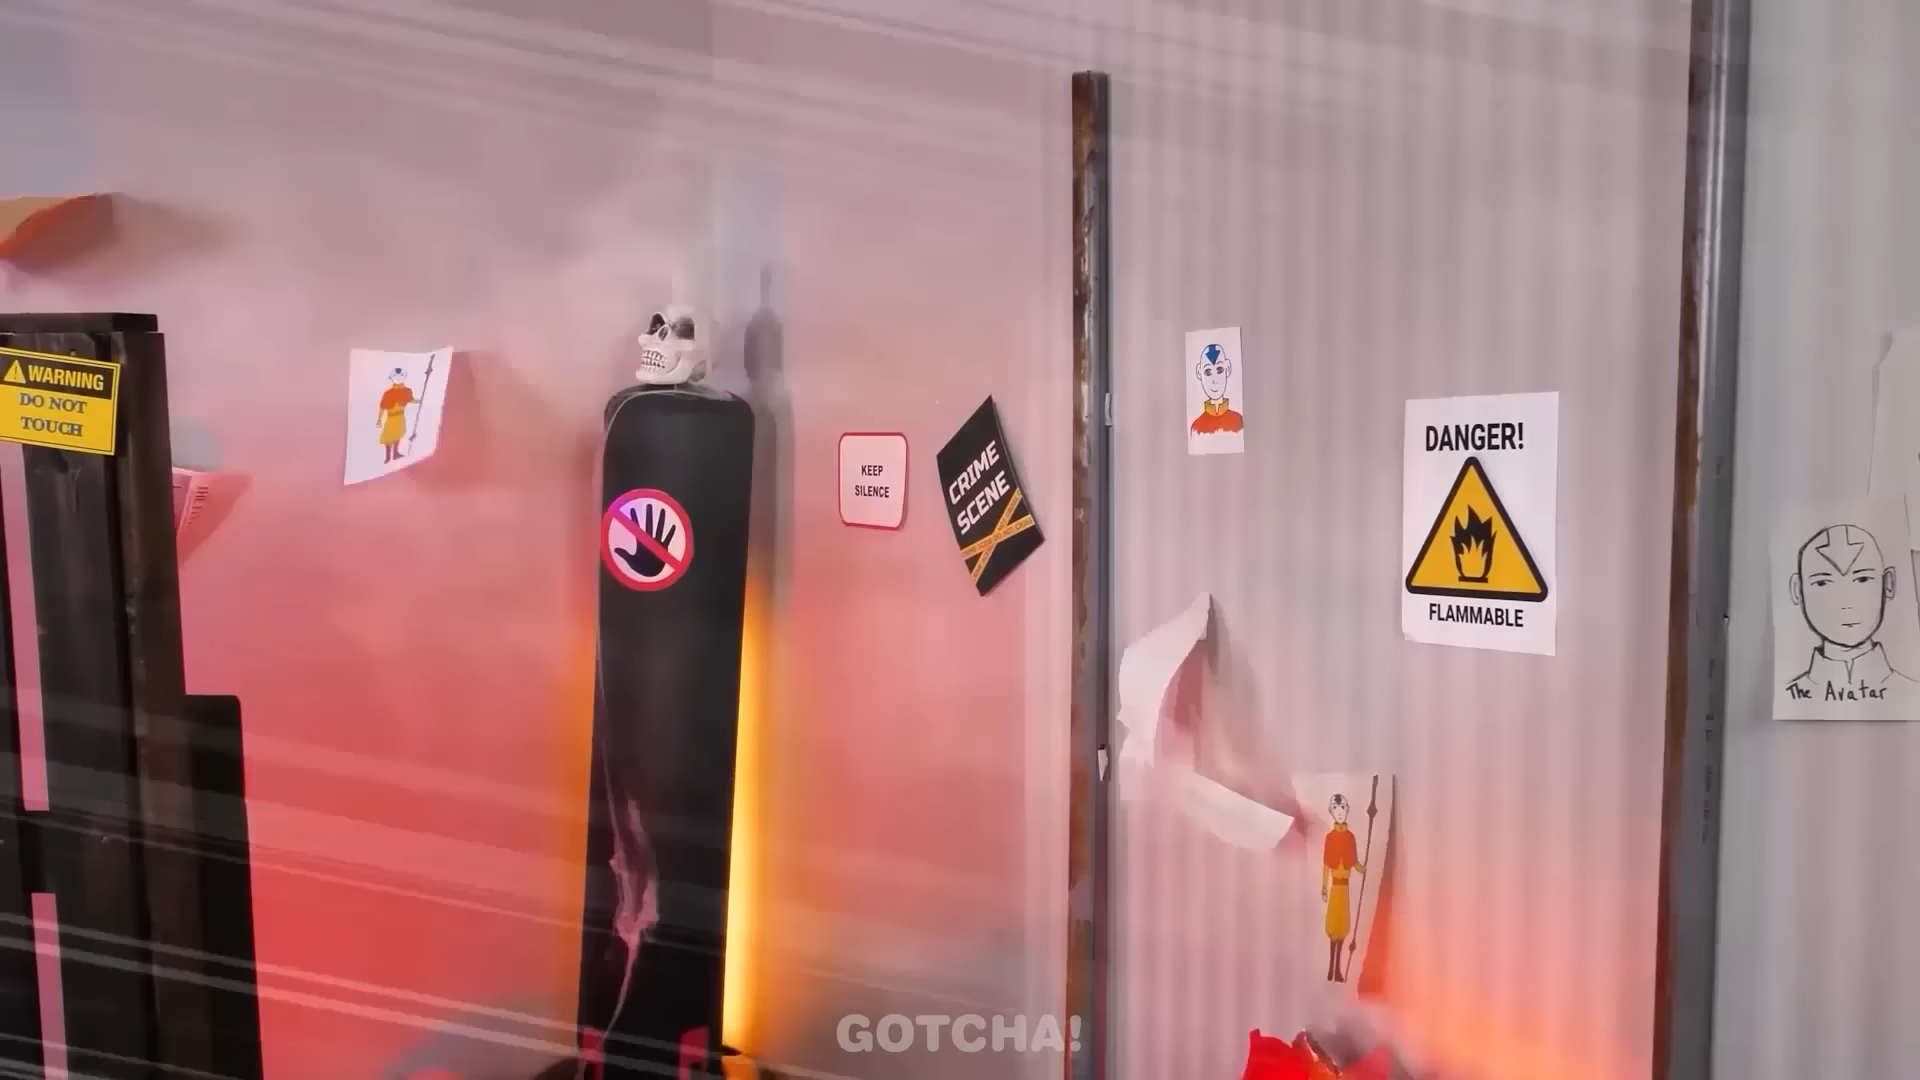 WARNING
DO NOT
TOUCH
KEEP
SILENCE
CRIME
SCENE
DANGER!
FLAMMABLE
The Avatar
GOTCHA!